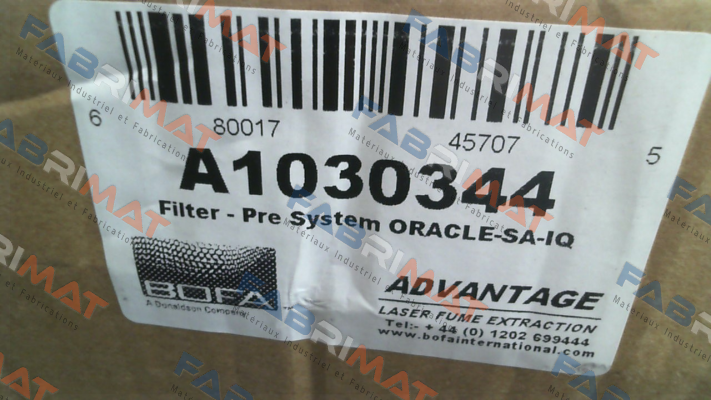 6 80017 45707 5
A1030344
Filter - Pre System ORACLE-SA-IQ
BOFA
A Donaldson Company
TM
ADVANTAGE
LASER FUME EXTRACTION
Tel:- + 44 (0) 1202 699444
www.bofainternational.com
FABRIMAT
Materiaux Industriel et Fabrications